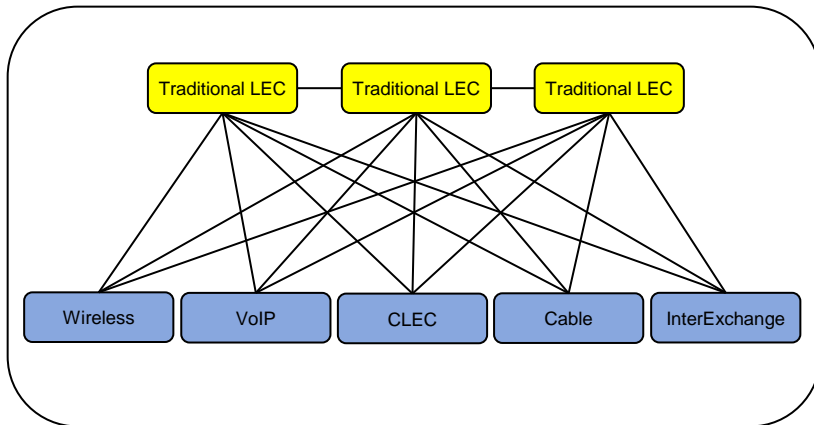 Traditional LEC
Traditional LEC
Traditional LEC
Wireless
VoIP
CLEC
Cable
InterExchange